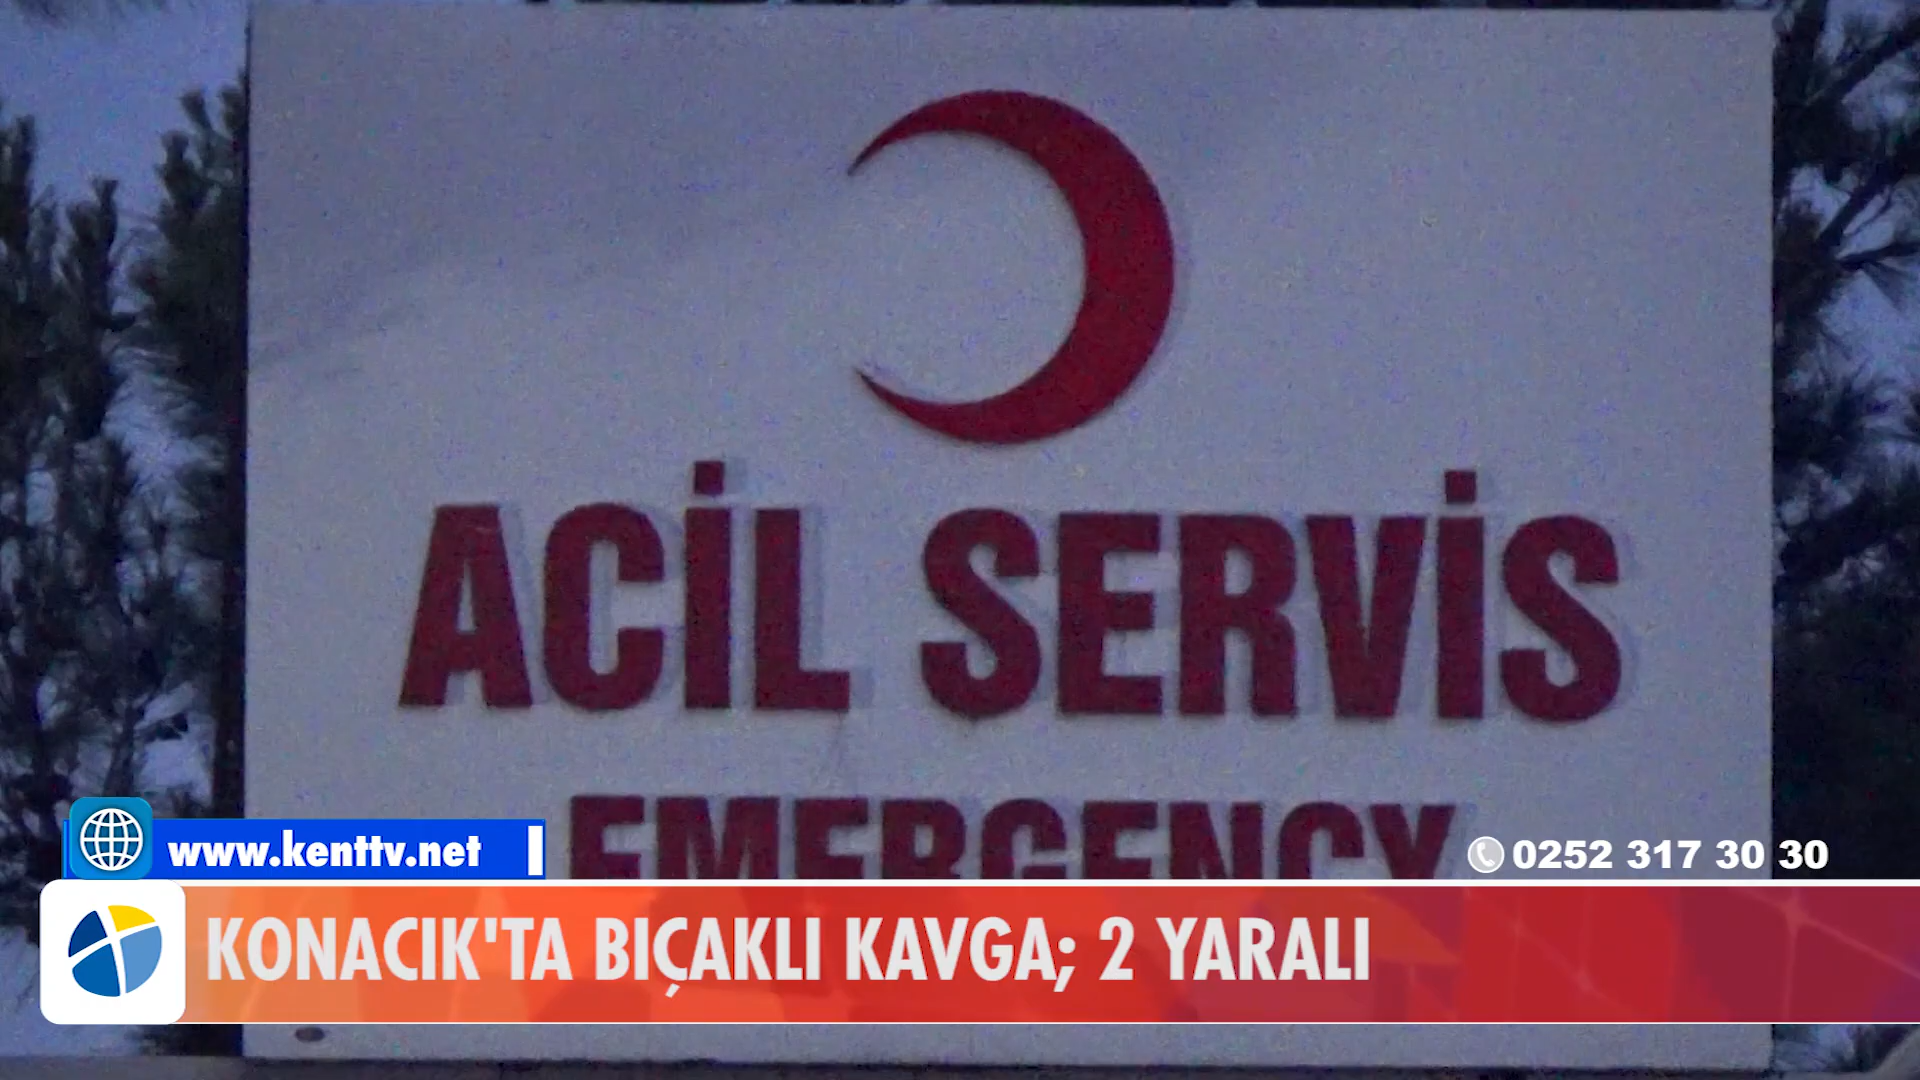 ACİL SERVİS
EMERGENCY
www.kenttv.net
0252 317 30 30
KONACIK'TA BIÇAKLI KAVGA; 2 YARALI